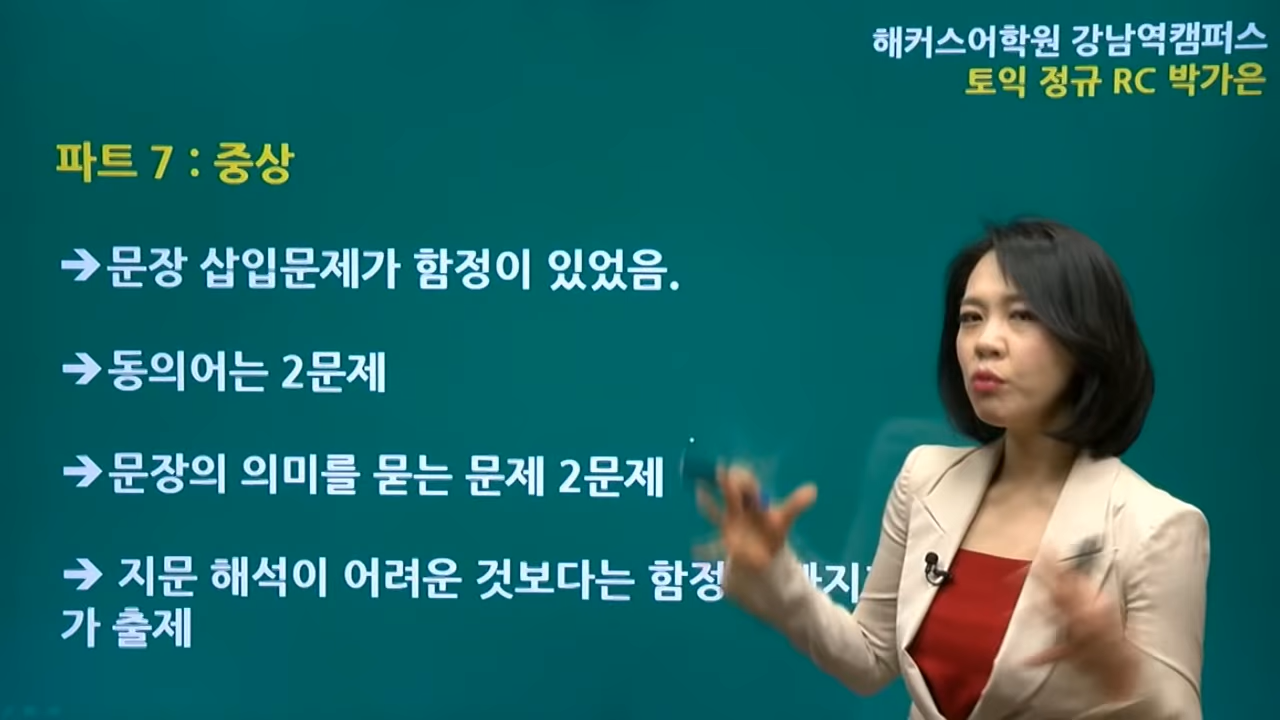 해커스어학원 강남역캠퍼스
토익 정규 RC 박가은
파트 7 : 중상
➔문장 삽입문제가 함정이 있었음.
➔동의어는 2문제
➔문장의 의미를 묻는 문제 2문제
➔ 지문 해석이 어려운 것보다는 함정
가 출제